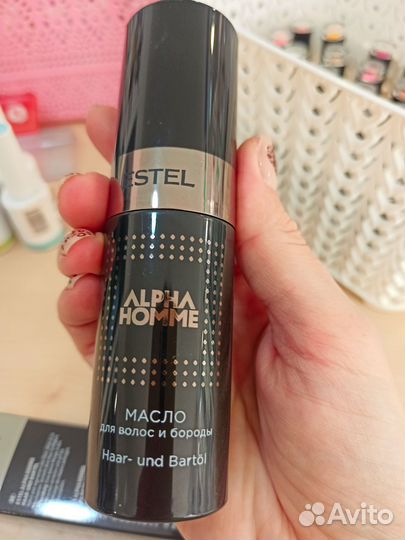 ESTEL
ALPHA
HOMME
МАСЛО
для волос и бороды
Haar- und Bartöl
Avito